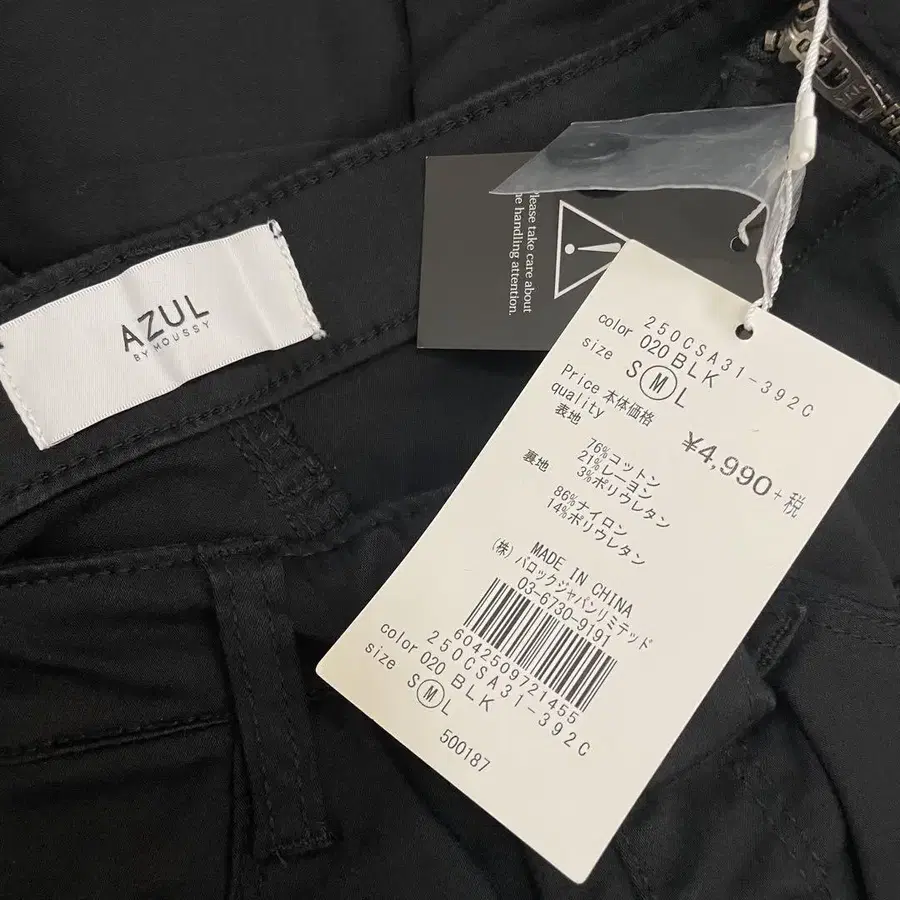 AZUL
BY MOUSSY
Please take care about
he handling attention.
250CSA31-392C
color 020 BLK
size S M L
Price 本体価格
¥4,990+税
quality
表地
76%コットン
21%レーヨン
3%ポリウレタン
裏地
86%ナイロン
14%ポリウレタン
MADE IN CHINA
(株)バロックジャパンリミテッド
03-6730-9191
6042509721455
250CSA31-392C
color 020 BLK
size S M L
500187